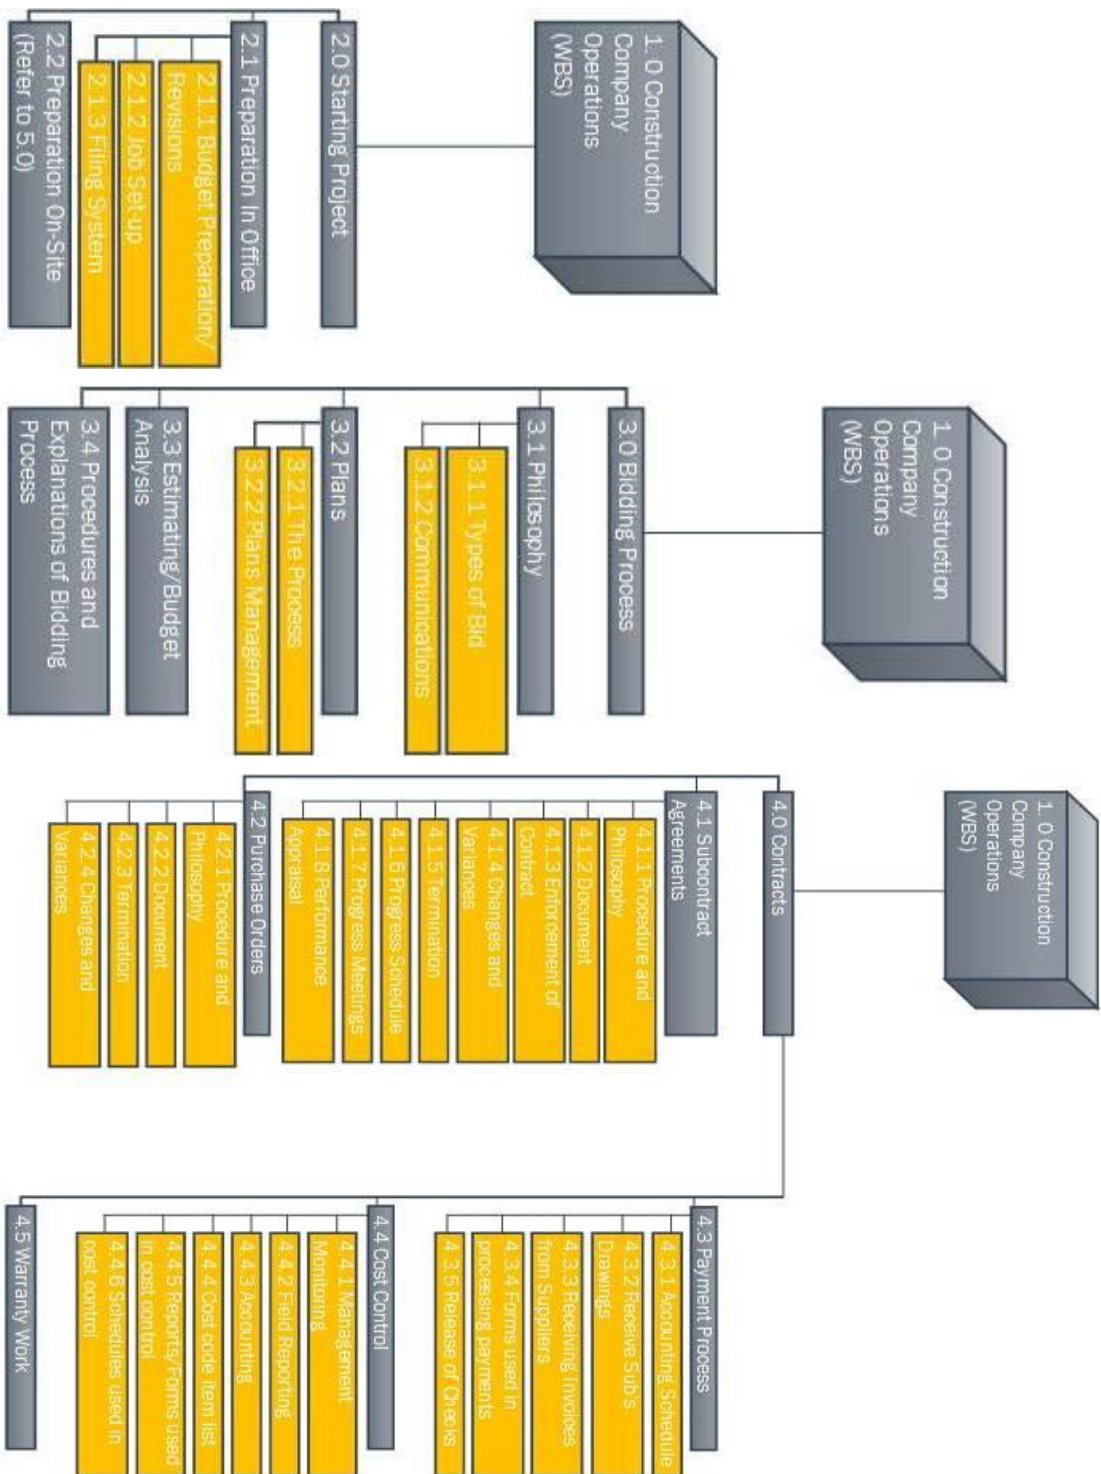 1. 0 Construction
Company
Operations
(WBS)
2.0 Starting Project
2.1 Preparation In Office
2.1.1 Budget Preparation/
Revisions
2.1.2 Job Set-up
2.1.3 Filing System
2.2 Preparation On-Site
(Refer to 5.0)
1. 0 Construction
Company
Operations
(WBS)
3.0 Bidding Process
3.1 Philosophy
3.1.1 Types of Bid
3.1.2 Communications
3.2 Plans
3.2.1 The Process
3.2.2 Plans Management
3.3 Estimating/Budget
Analysis
3.4 Procedures and
Explanations of Bidding
Process
1. 0 Construction
Company
Operations
(WBS)
4.0 Contracts
4.1 Subcontract
Agreements
4.1.1 Procedure and
Philosophy
4.1.2 Document
4.1.3 Enforcement of
Contract
4.1.4 Changes and
Variances
4.1.5 Termination
4.1.6 Progress Schedule
4.1.7 Progress Meetings
4.1.8 Performance
Appraisal
4.2 Purchase Orders
4.2.1 Procedure and
Philosophy
4.2.2 Document
4.2.3 Termination
4.2.4 Changes and
Variances
4.3 Payment Process
4.3.1 Accounting Schedule
4.3.2 Receive Sub's
Drawings
4.3.3 Receiving Invoices
from Suppliers
4.3.4 Forms used in
processing payments
4.3.5 Release of Checks
4.4 Cost Control
4.4.1 Management
Monitoring
4.4.2 Field Reporting
4.4.3 Accounting
4.4.4 Cost code item list
4.4.5 Reports/Forms used
in cost control
4.4.6 Schedules used in
cost control
4.5 Warranty Work